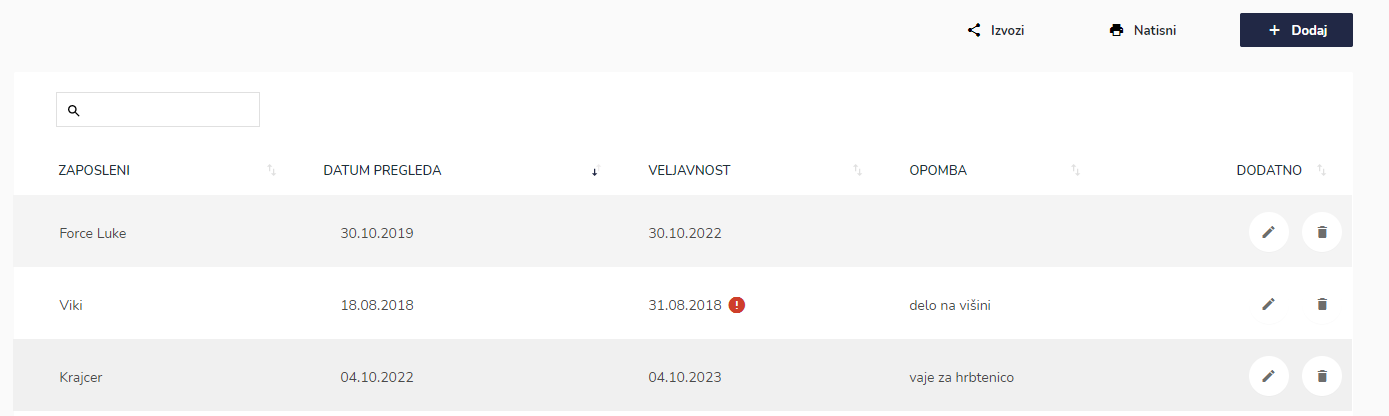 Izvozi Natisni + Dodaj
ZAPOSLENI DATUM PREGLEDA VELJAVNOST OPOMBA DODATNO
Force Luke 30.10.2019 30.10.2022
Viki 18.08.2018 31.08.2018 delo na višini
Krajcer 04.10.2022 04.10.2023 vaje za hrbtenico